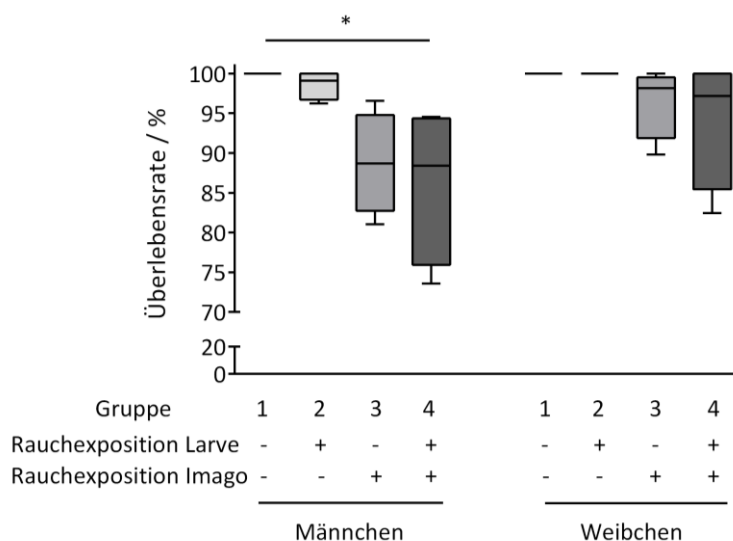 *
Überlebensrate / %
100
95
90
85
80
75
70
20
0
Gruppe 1 2 3 4 1 2 3 4
Rauchexposition Larve - + - + - + - +
Rauchexposition Imago - - + + - - + +
Männchen Weibchen